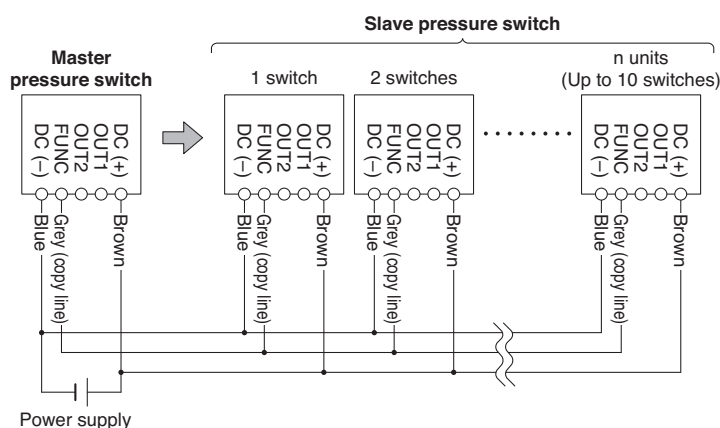 Slave pressure switch
Master
pressure switch
1 switch
2 switches
n units
(Up to 10 switches)
DC (–)
FUNC
OUT2
OUT1
DC (+)
DC (–)
FUNC
OUT2
OUT1
DC (+)
DC (–)
FUNC
OUT2
OUT1
DC (+)
DC (–)
FUNC
OUT2
OUT1
DC (+)
Blue
Grey (copy line)
Brown
Blue
Grey (copy line)
Brown
Blue
Grey (copy line)
Brown
Blue
Grey (copy line)
Brown
Power supply